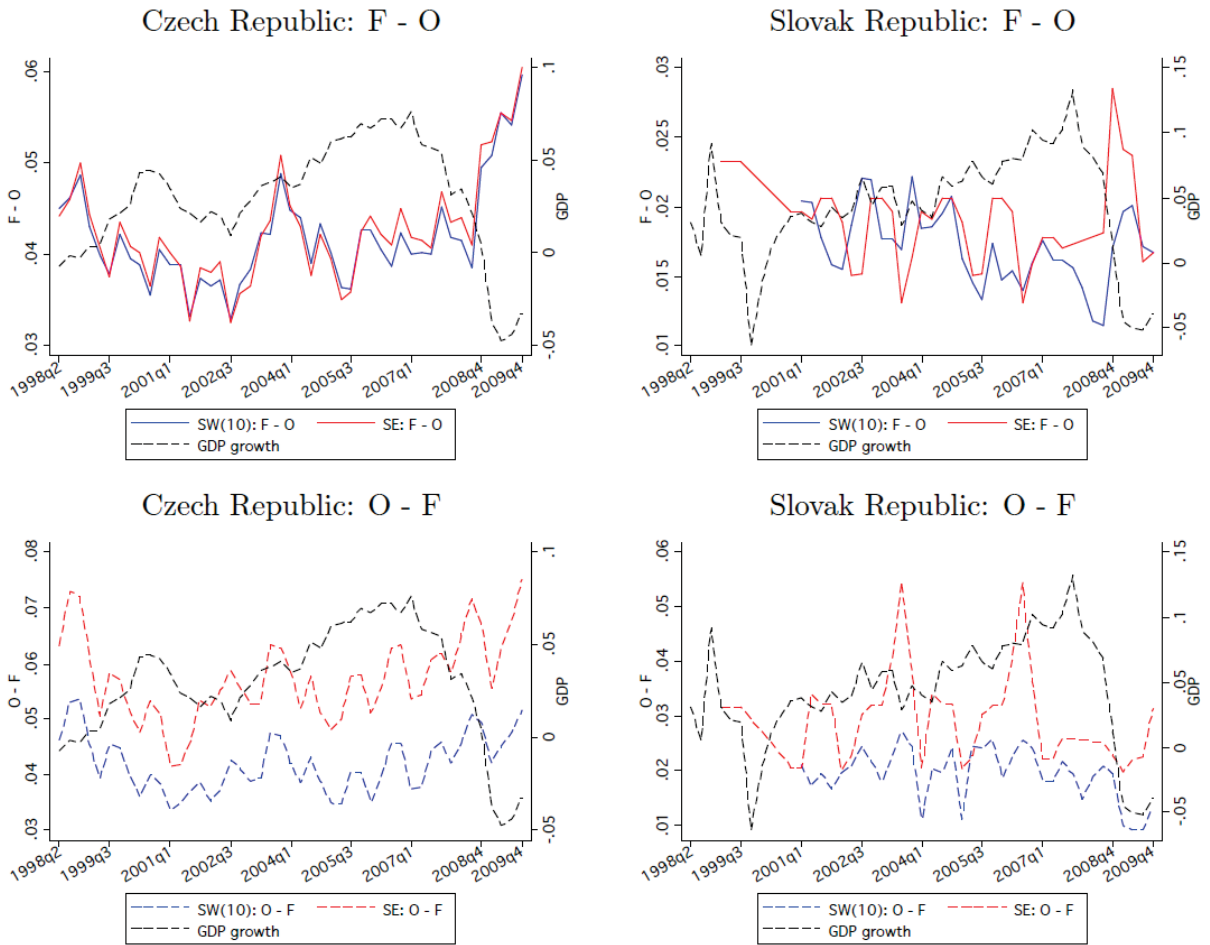 Czech Republic: F - O
Slovak Republic: F - O
.06
.05
.04
.03
F - O
.1
.05
0
-.05
GDP
1998q2
1999q3
2001q1
2002q3
2004q1
2005q3
2007q1
2008q4
2009q4
SW(10): F - O
SE: F - O
GDP growth
.03
.025
.02
.015
.01
F - O
.15
.1
.05
0
-.05
GDP
1998q2
1999q3
2001q1
2002q3
2004q1
2005q3
2007q1
2008q4
2009q4
SW(10): F - O
SE: F - O
GDP growth
Czech Republic: O - F
Slovak Republic: O - F
.08
.07
.06
.05
.04
.03
O - F
.1
.05
0
-.05
GDP
1998q2
1999q3
2001q1
2002q3
2004q1
2005q3
2007q1
2008q4
2009q4
SW(10): O - F
SE: O - F
GDP growth
.06
.05
.04
.03
.02
.01
O - F
.15
.1
.05
0
-.05
GDP
1998q2
1999q3
2001q1
2002q3
2004q1
2005q3
2007q1
2008q4
2009q4
SW(10): O - F
SE: O - F
GDP growth